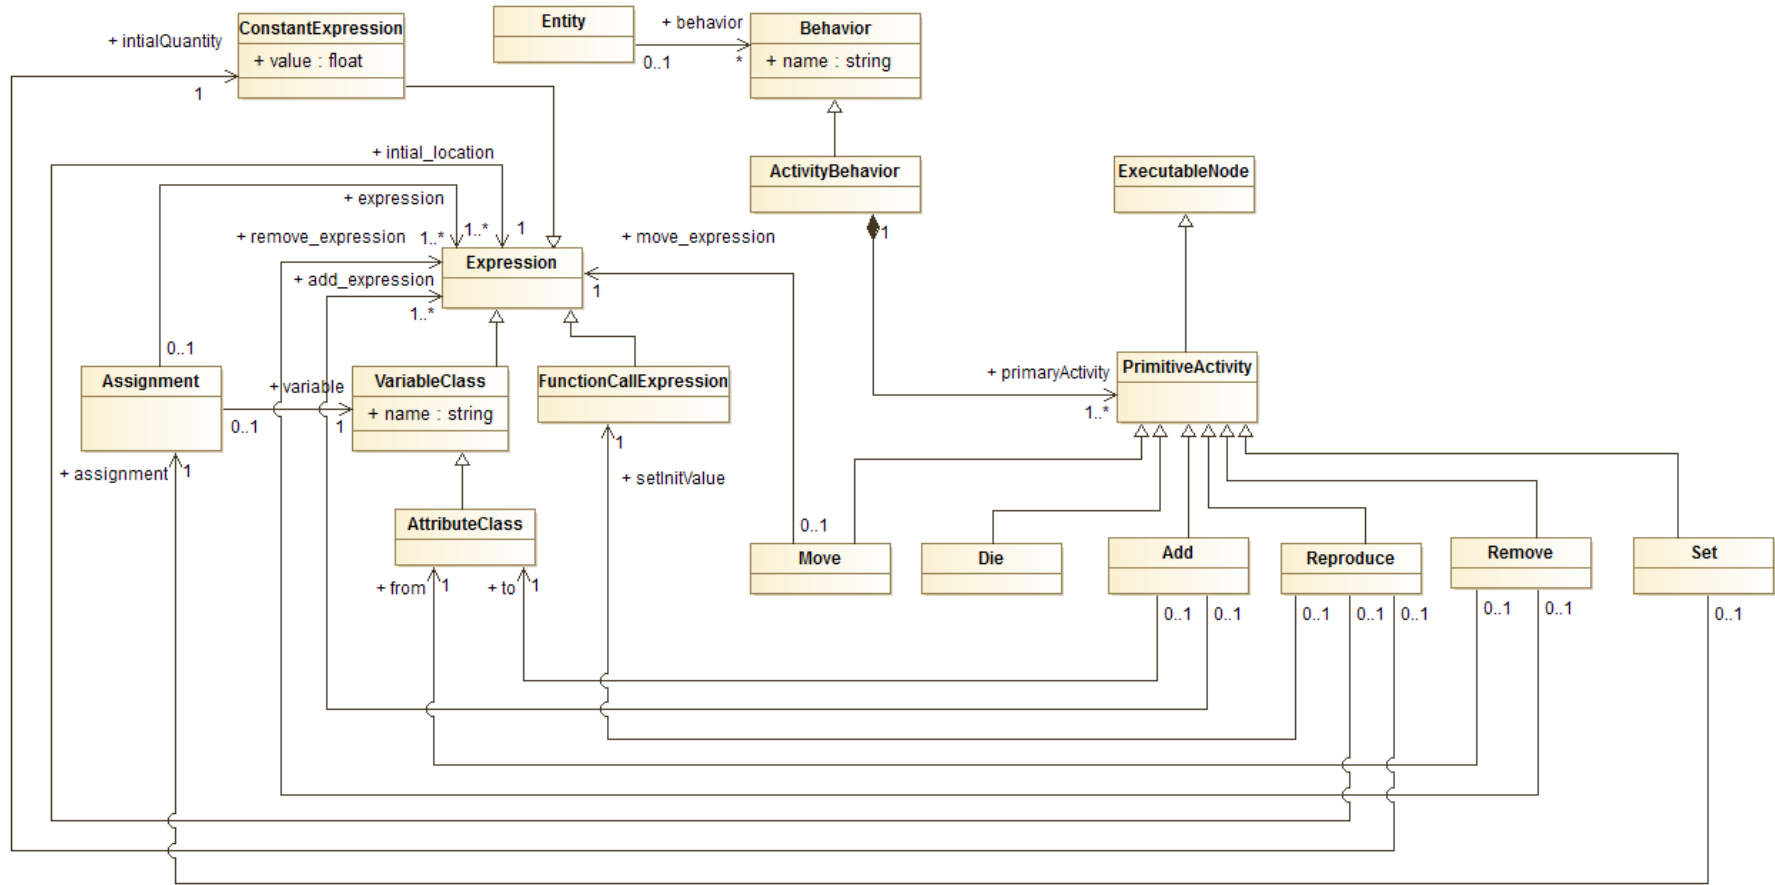 ConstantExpression
+ value : float
+ intialQuantity
1
Entity
+ behavior
0..1
*
Behavior
+ name : string
+ intial_location
+ expression
1..*
1
+ remove_expression
1..*
+ move_expression
ActivityBehavior
1
ExecutableNode
Expression
+ add_expression
1..*
1
0..1
Assignment
0..1
+ variable
1
VariableClass
+ name : string
FunctionCallExpression
1
+ setInitValue
+ primaryActivity
1..*
PrimitiveActivity
+ assignment
1
AttributeClass
+ from
1
+ to
1
0..1
Move
Die
Add
Reproduce
Remove
Set
0..1
0..1
0..1
0..1
0..1
0..1
0..1
0..1